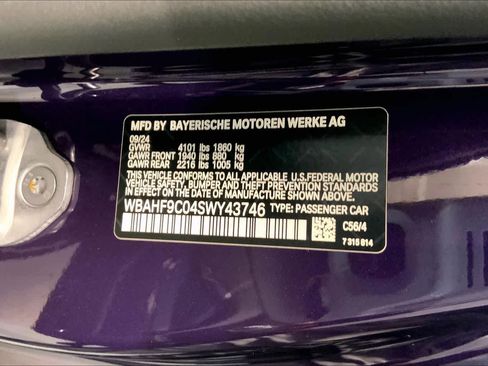 MFD BY BAYERISCHE MOTOREN WERKE AG
09/24
GVWR 4101 lbs 1860 kg
GAWR FRONT 1940 lbs 880 kg
GAWR REAR 2216 lbs 1005 kg
THIS VEHICLE CONFORMS TO ALL APPLICABLE
U.S.FEDERAL MOTOR
VEHICLE SAFETY, BUMPER, AND THEFT PREVENTION STANDARDS
IN EFFECT ON THE DATE OF MANUFACTURE SHOWN ABOVE.
WBAHF9C04SWY43746 TYPE: PASSENGER CAR
C56/4
7 315 814